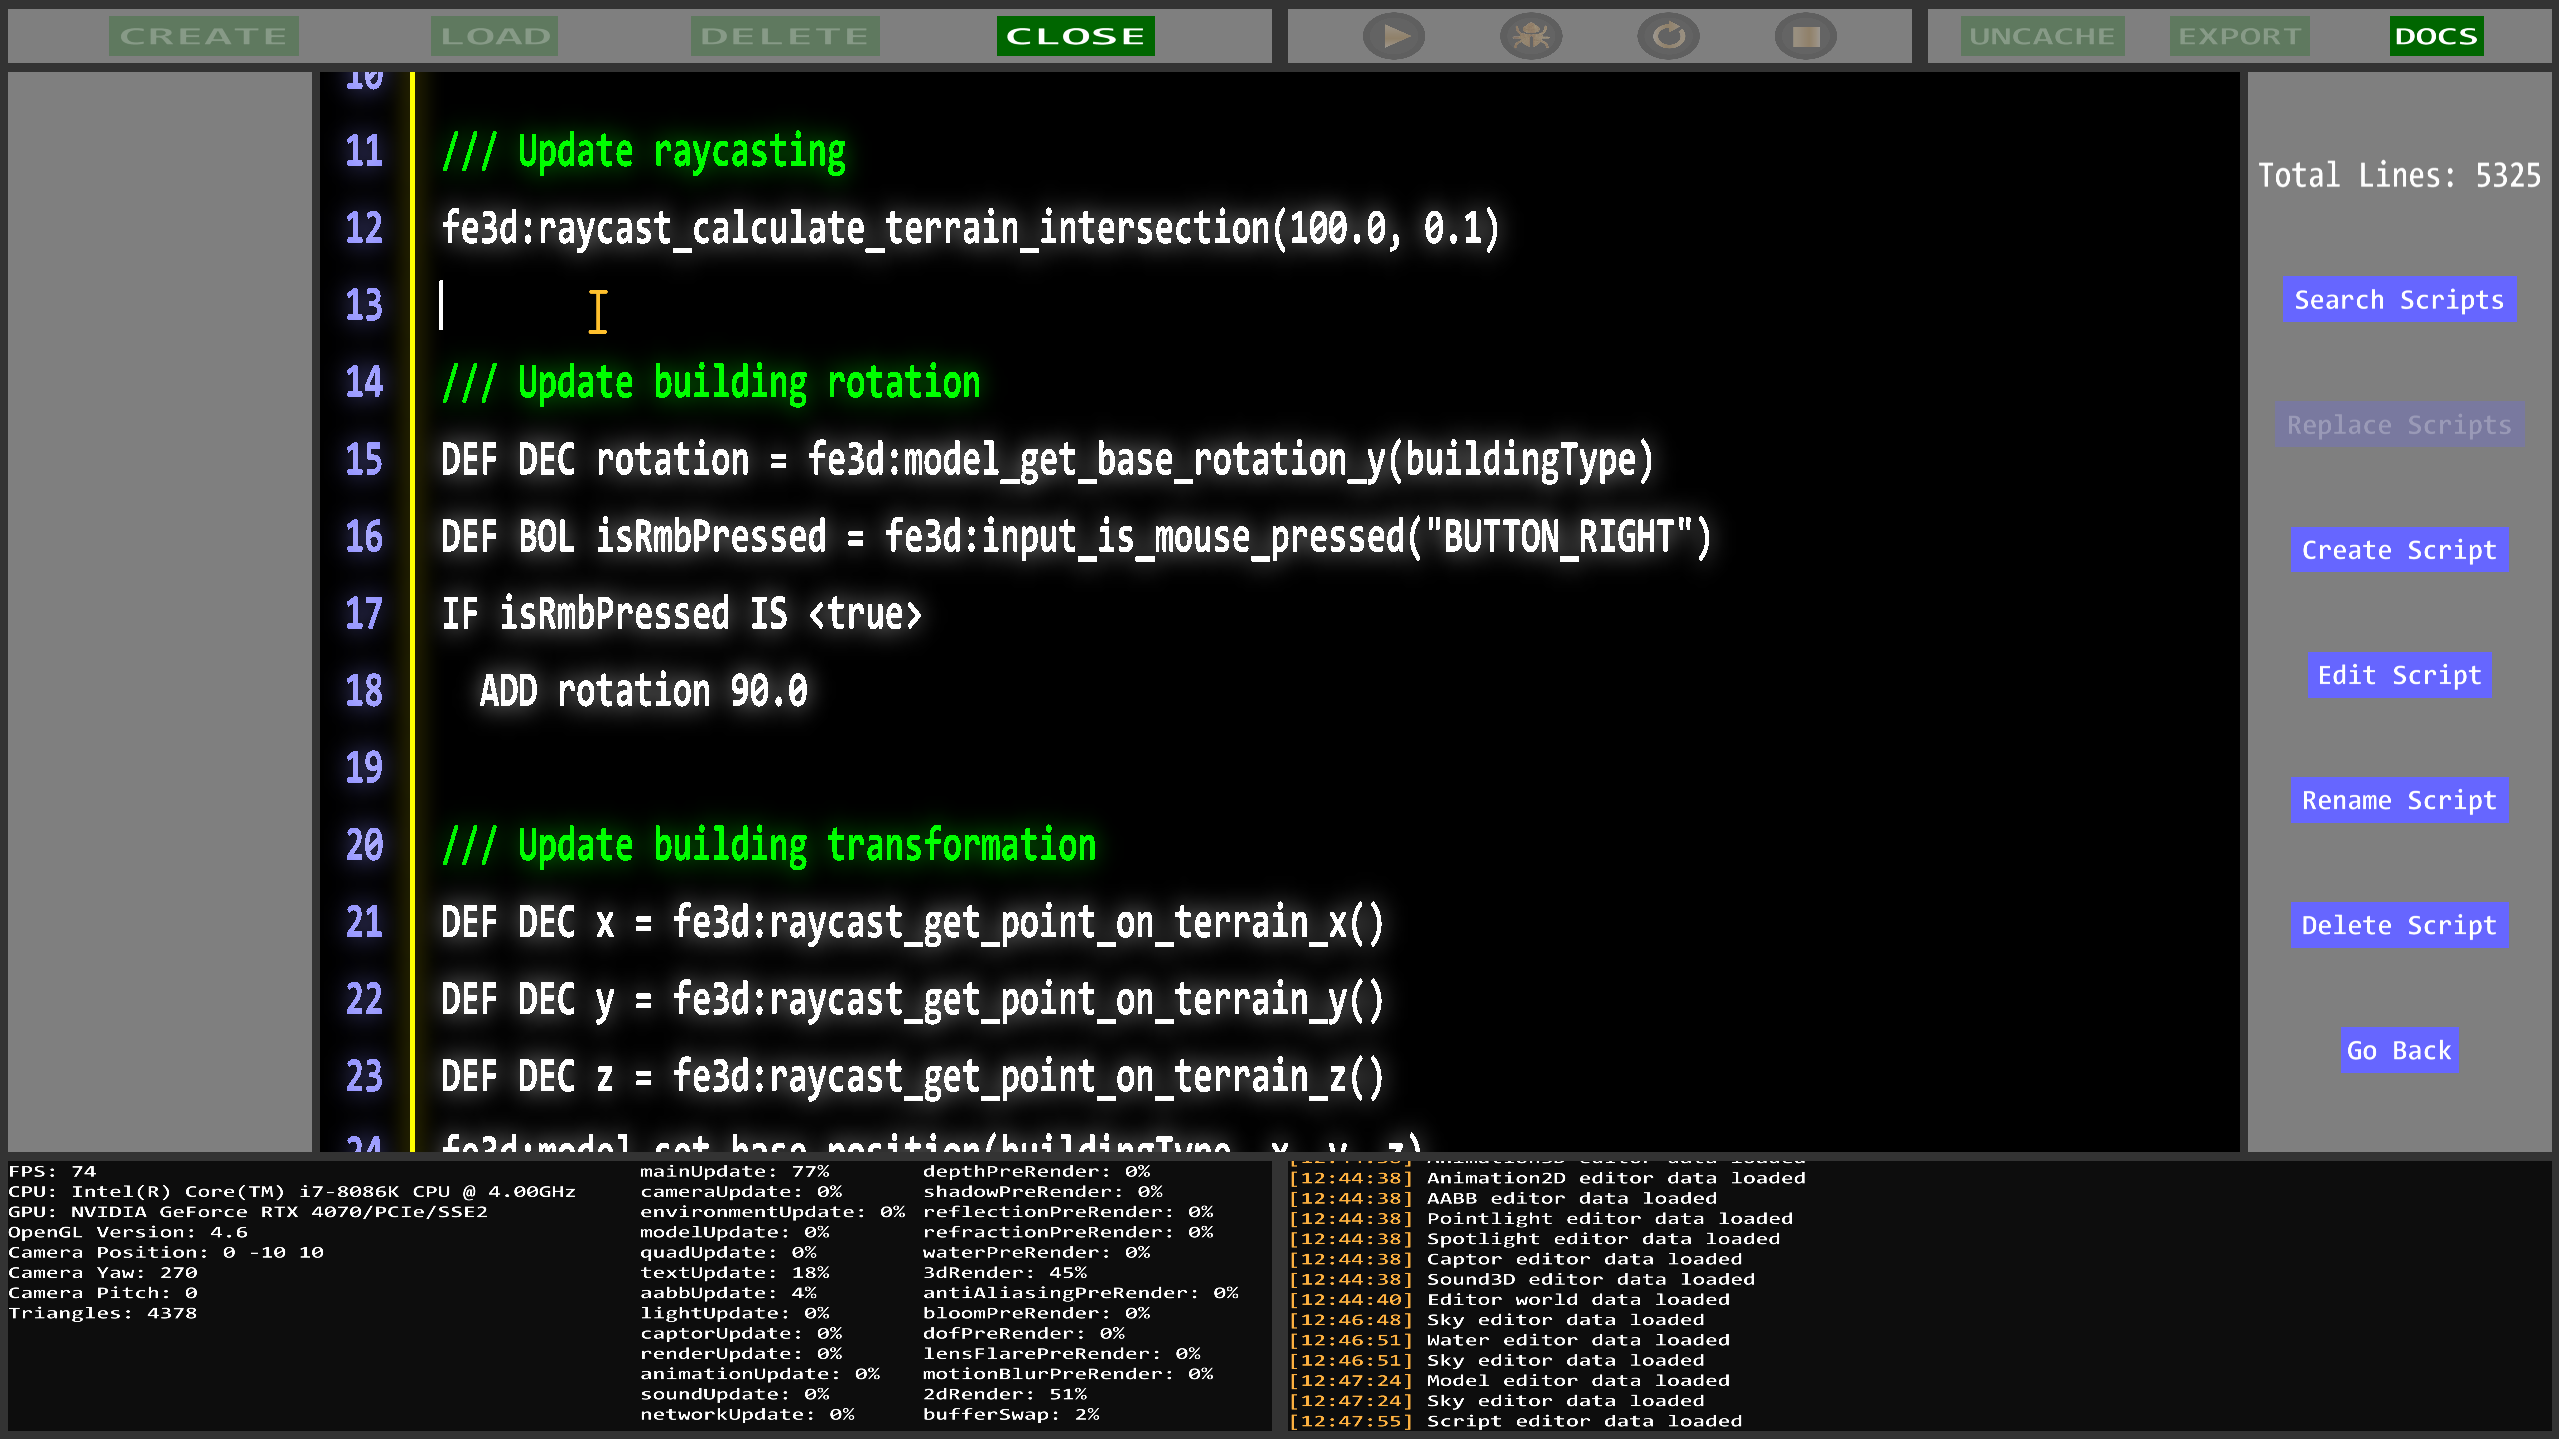 CREATE LOAD DELETE CLOSE UNCACHE EXPORT DOCS
10
11 /// Update raycasting
12 fe3d:raycast_calculate_terrain_intersection(100.0, 0.1)
13
14 /// Update building rotation
15 DEF DEC rotation = fe3d:model_get_base_rotation_y(buildingType)
16 DEF BOL isRmbPressed = fe3d:input_is_mouse_pressed("BUTTON_RIGHT")
17 IF isRmbPressed IS <true>
18 ADD rotation 90.0
19
20 /// Update building transformation
21 DEF DEC x = fe3d:raycast_get_point_on_terrain_x()
22 DEF DEC y = fe3d:raycast_get_point_on_terrain_y()
23 DEF DEC z = fe3d:raycast_get_point_on_terrain_z()
24 fe3d:model_set_base_position(buildingType, x, y, z)
Total Lines: 5325
Search Scripts
Replace Scripts
Create Script
Edit Script
Rename Script
Delete Script
Go Back
FPS: 74
CPU: Intel(R) Core(TM) i7-8086K CPU @ 4.00GHz
GPU: NVIDIA GeForce RTX 4070/PCIe/SSE2
OpenGL Version: 4.6
Camera Position: 0 -10 10
Camera Yaw: 270
Camera Pitch: 0
Triangles: 4378
mainUpdate: 77%
cameraUpdate: 0%
environmentUpdate: 0%
modelUpdate: 0%
quadUpdate: 0%
textUpdate: 18%
aabbUpdate: 4%
lightUpdate: 0%
captorUpdate: 0%
renderUpdate: 0%
animationUpdate: 0%
soundUpdate: 0%
networkUpdate: 0%
depthPreRender: 0%
shadowPreRender: 0%
reflectionPreRender: 0%
refractionPreRender: 0%
waterPreRender: 0%
3dRender: 45%
antiAliasingPreRender: 0%
bloomPreRender: 0%
dofPreRender: 0%
lensFlarePreRender: 0%
motionBlurPreRender: 0%
2dRender: 51%
bufferSwap: 2%
[12:44:38] Animation3D editor data loaded
[12:44:38] Animation2D editor data loaded
[12:44:38] AABB editor data loaded
[12:44:38] Pointlight editor data loaded
[12:44:38] Spotlight editor data loaded
[12:44:38] Captor editor data loaded
[12:44:38] Sound3D editor data loaded
[12:44:40] Editor world data loaded
[12:46:48] Sky editor data loaded
[12:46:51] Water editor data loaded
[12:46:51] Sky editor data loaded
[12:47:24] Model editor data loaded
[12:47:24] Sky editor data loaded
[12:47:55] Script editor data loaded